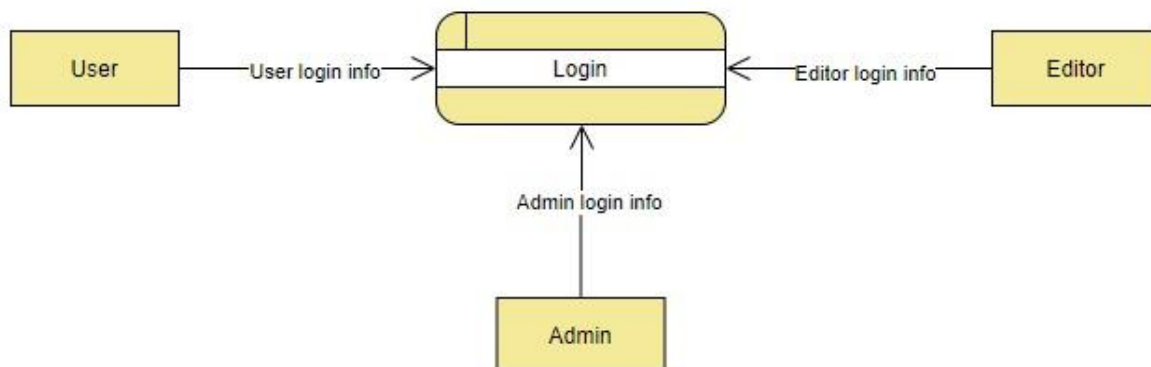 User
User login info
Login
Editor login info
Editor
Admin login info
Admin